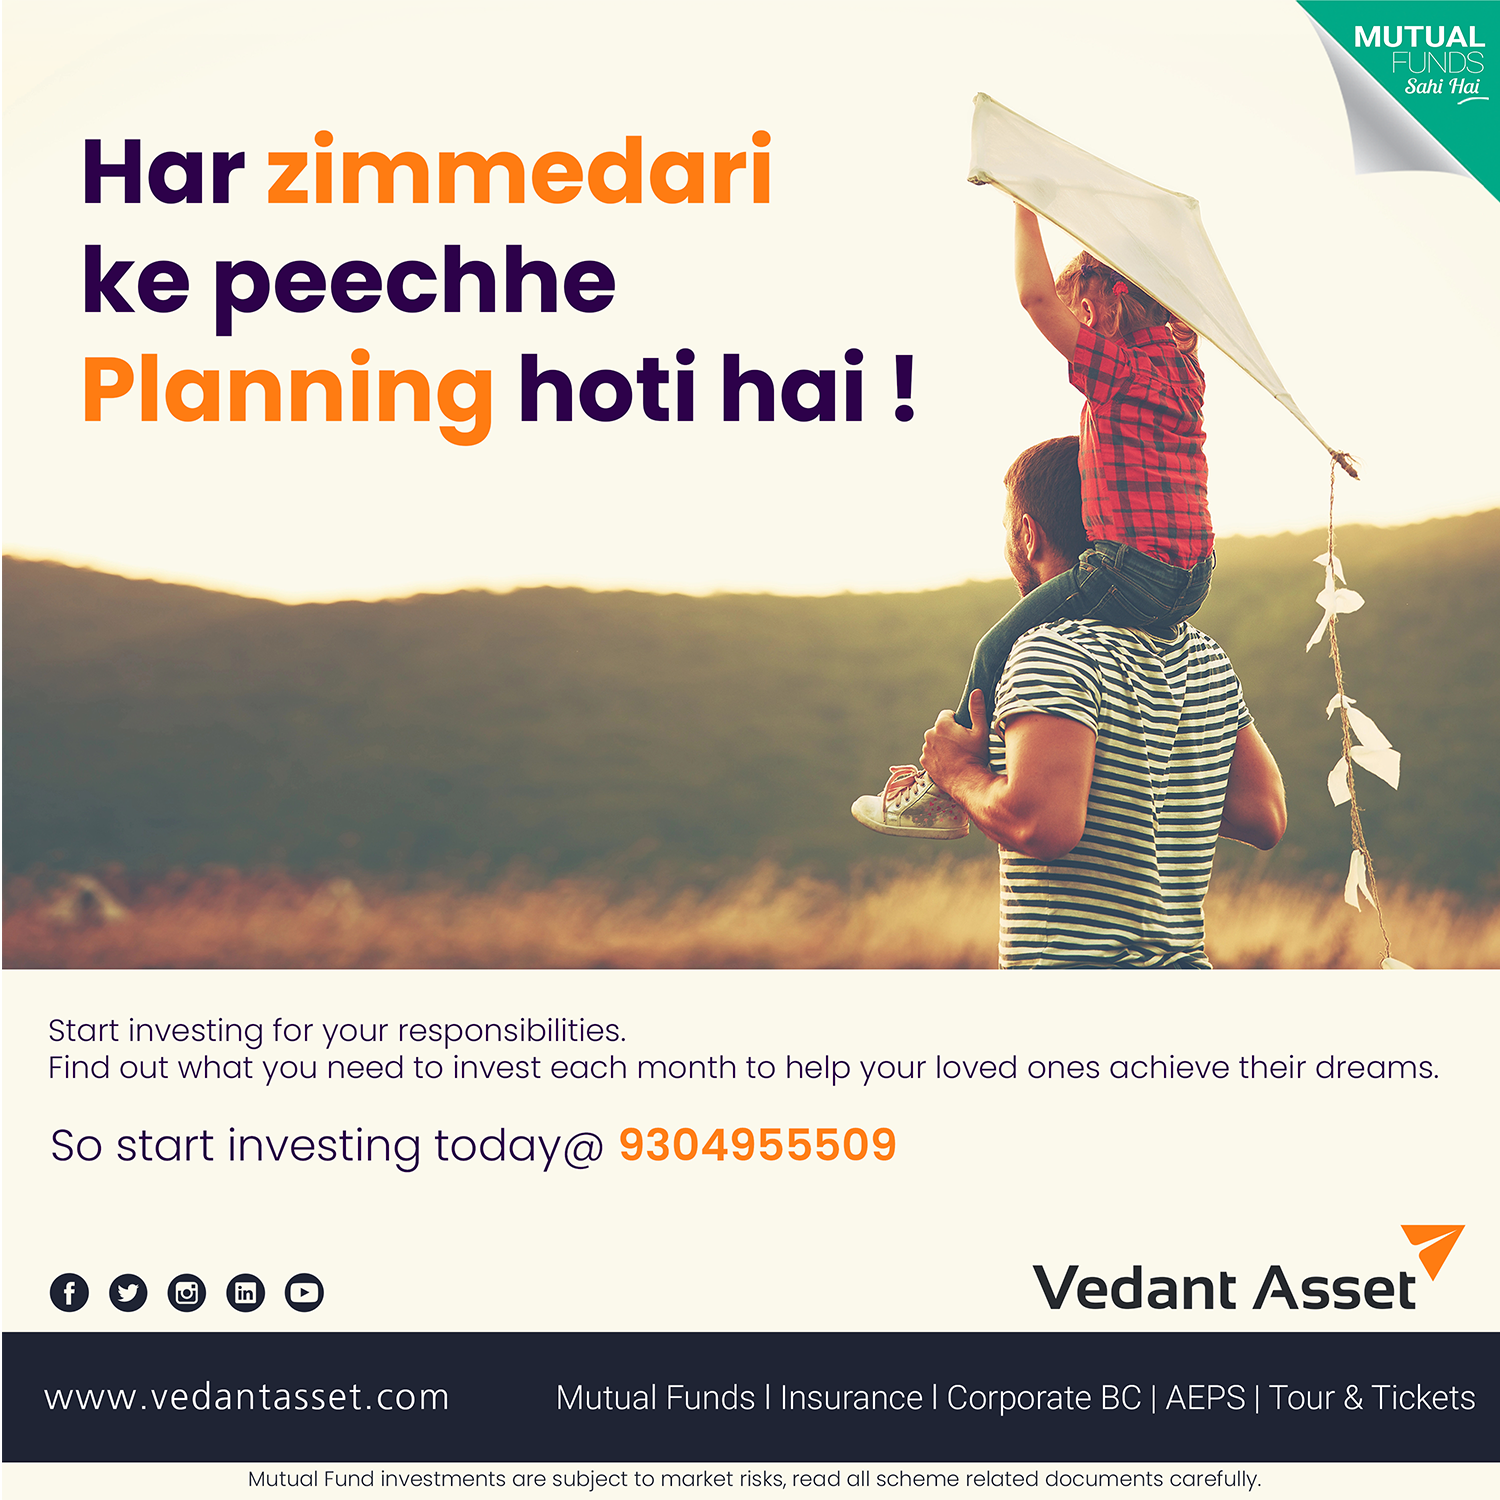 MUTUAL
FUNDS
Sahi Hai
Har zimmedari
ke peechhe
Planning hoti hai !
Start investing for your responsibilities.
Find out what you need to invest each month to help your loved ones achieve their dreams.
So start investing today@ 9304955509
Vedant Asset
www.vedantasset.com
Mutual Funds l Insurance l Corporate BC | AEPS | Tour & Tickets
Mutual Fund investments are subject to market risks, read all scheme related documents carefully.